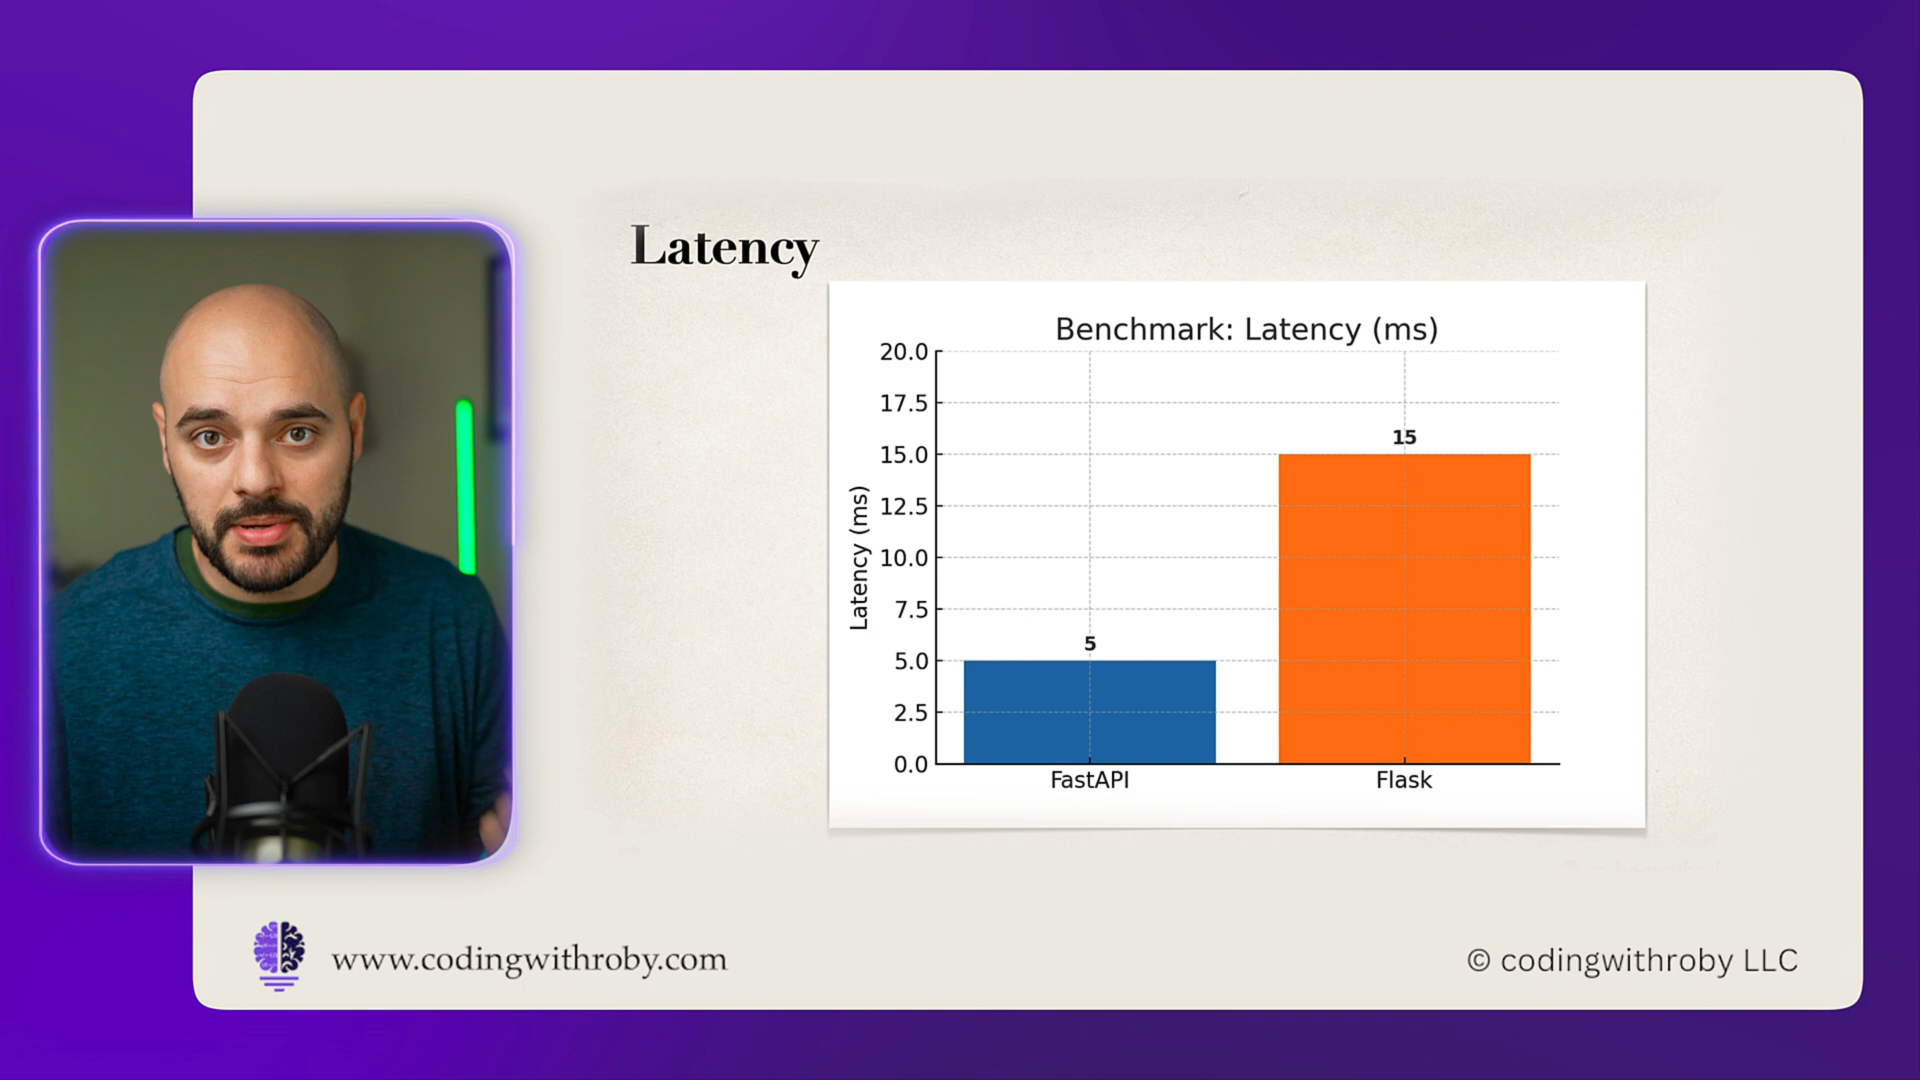 Latency
Benchmark: Latency (ms)
20.0
17.5
15.0
12.5
10.0
7.5
5.0
2.5
0.0
Latency (ms)
5
15
FastAPI
Flask
www.codingwithroby.com
© codingwithroby LLC